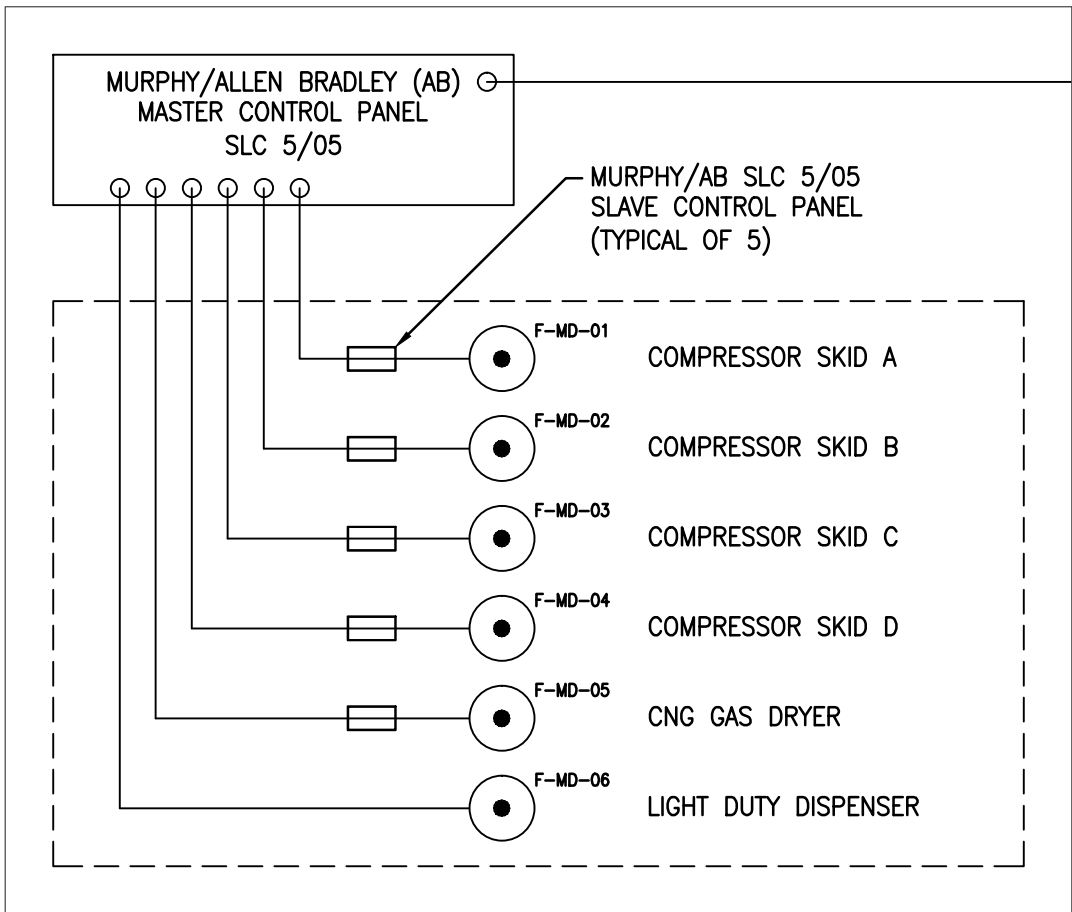 MURPHY/ALLEN BRADLEY (AB)
MASTER CONTROL PANEL
SLC 5/05
MURPHY/AB SLC 5/05
SLAVE CONTROL PANEL
(TYPICAL OF 5)
F-MD-01
COMPRESSOR SKID A
F-MD-02
COMPRESSOR SKID B
F-MD-03
COMPRESSOR SKID C
F-MD-04
COMPRESSOR SKID D
F-MD-05
CNG GAS DRYER
F-MD-06
LIGHT DUTY DISPENSER